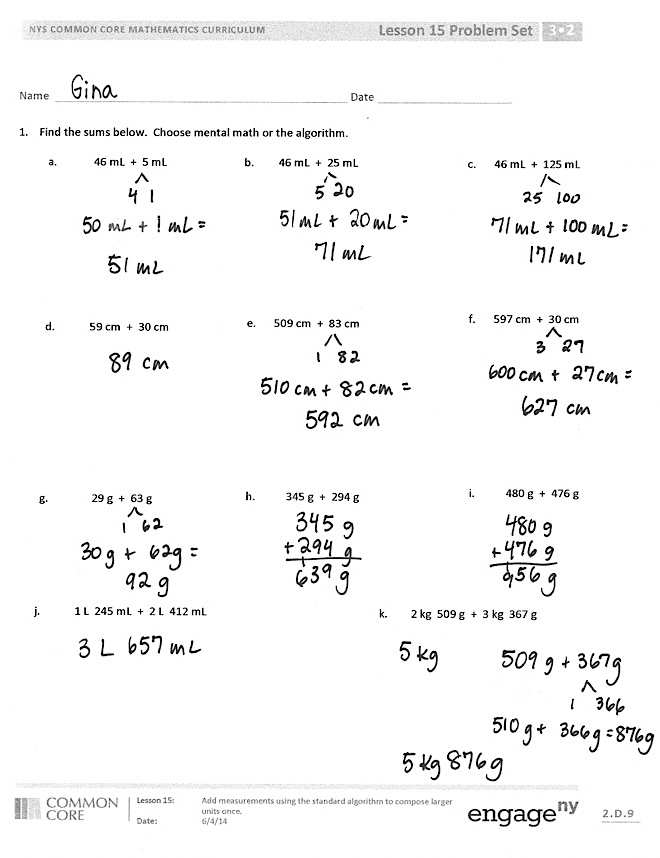 NYS COMMON CORE MATHEMATICS CURRICULUM Lesson 15 Problem Set 3•2
Name Gina Date
1. Find the sums below. Choose mental math or the algorithm.
a. 46 mL + 5 mL
4 1
50 mL + 1 mL =
51 mL
b. 46 mL + 25 mL
5 20
51 mL + 20 mL =
71 mL
c. 46 mL + 125 mL
25 100
71 mL + 100 mL =
171 mL
d. 59 cm + 30 cm
89 cm
e. 509 cm + 83 cm
1 82
510 cm + 82 cm =
592 cm
f. 597 cm + 30 cm
3 27
600 cm + 27 cm =
627 cm
g. 29 g + 63 g
1 62
30 g + 62 g =
92 g
h. 345 g + 294 g
345 g
+ 294 g
1
639 g
i. 480 g + 476 g
480 g
+ 476 g
1
956 g
j. 1 L 245 mL + 2 L 412 mL
3 L 657 mL
k. 2 kg 509 g + 3 kg 367 g
5 kg 509 g + 367 g
1 366
510 g + 366 g = 876 g
5 kg 876 g
COMMON CORE
Lesson 15: Add measurements using the standard algorithm to compose larger
units once.
Date: 6/4/14
engage ny
2.D.9